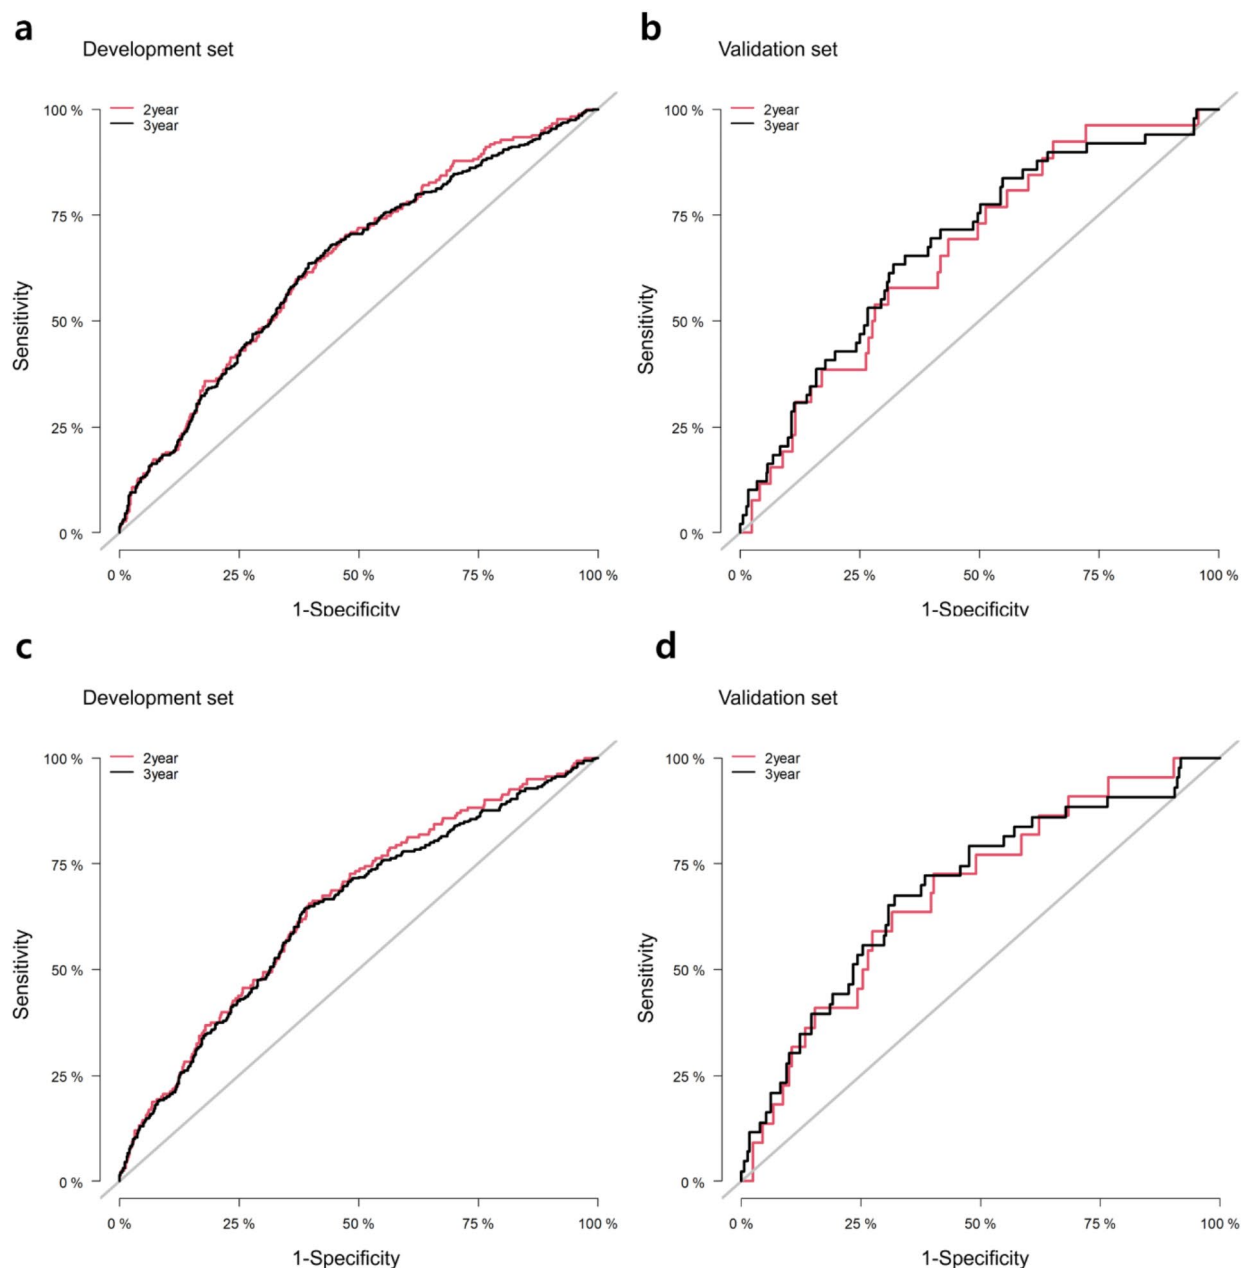 a
Development set
2year
3year
100 %
75 %
50 %
25 %
0 %
Sensitivity
0 %
25 %
50 %
75 %
100 %
1-Specificity
b
Validation set
2year
3year
100 %
75 %
50 %
25 %
0 %
Sensitivity
0 %
25 %
50 %
75 %
100 %
1-Specificity
c
Development set
2year
3year
100 %
75 %
50 %
25 %
0 %
Sensitivity
0 %
25 %
50 %
75 %
100 %
1-Specificity
d
Validation set
2year
3year
100 %
75 %
50 %
25 %
0 %
Sensitivity
0 %
25 %
50 %
75 %
100 %
1-Specificity